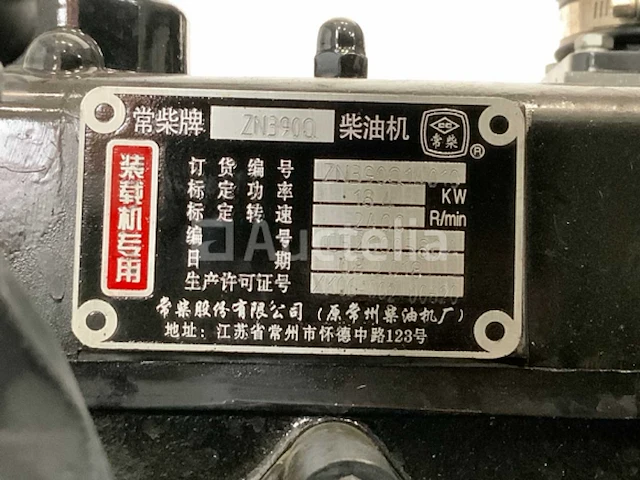 常柴牌 ZN390Q 柴油机
常柴 ®
装载机专用
订货编号
标定功率 KW
标定转速 2400 R/min
编号
日期
生产许可证号
常柴股份有限公司（原常州柴油机厂）
地址：江苏省常州市怀德中路123号
Auctelia